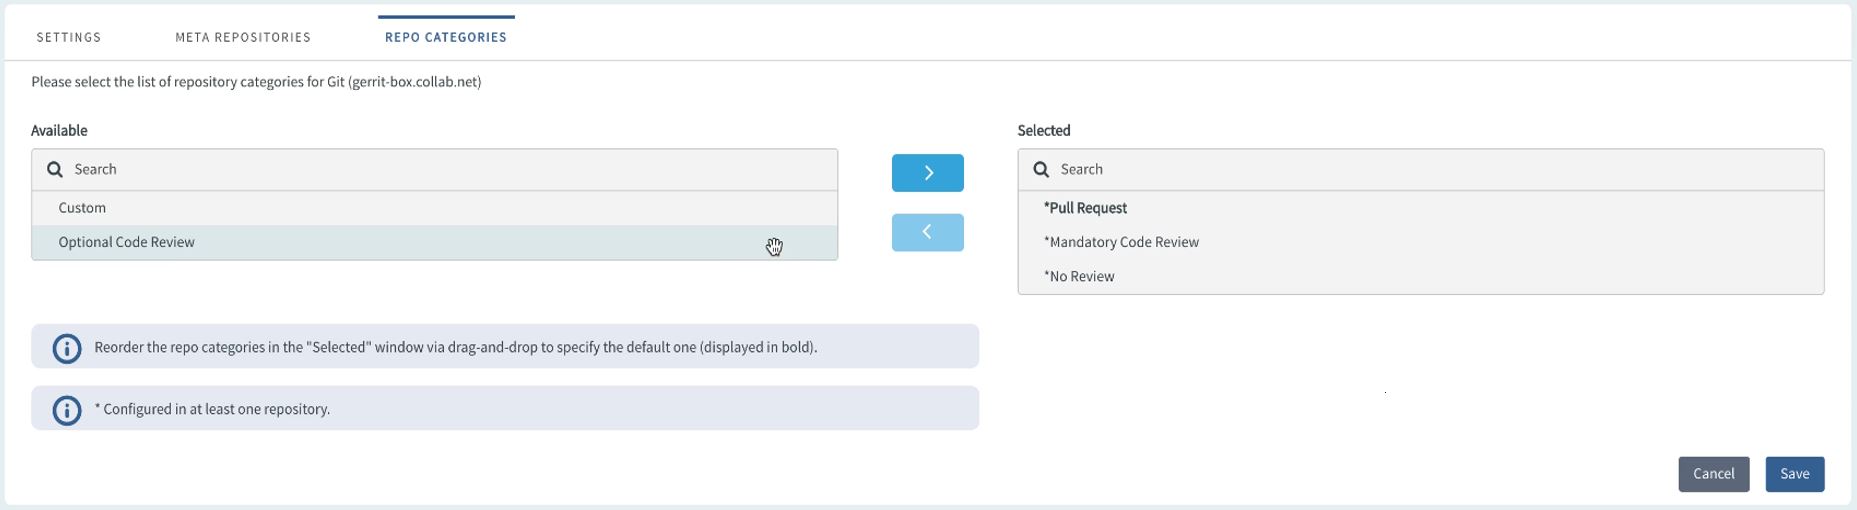 SETTINGS META REPOSITORIES REPO CATEGORIES
Please select the list of repository categories for Git (gerrit-box.collab.net)
Available
Search
Custom
Optional Code Review
Selected
Search
*Pull Request
*Mandatory Code Review
*No Review
Reorder the repo categories in the "Selected" window via drag-and-drop to specify the default one (displayed in bold).
* Configured in at least one repository.
Cancel Save